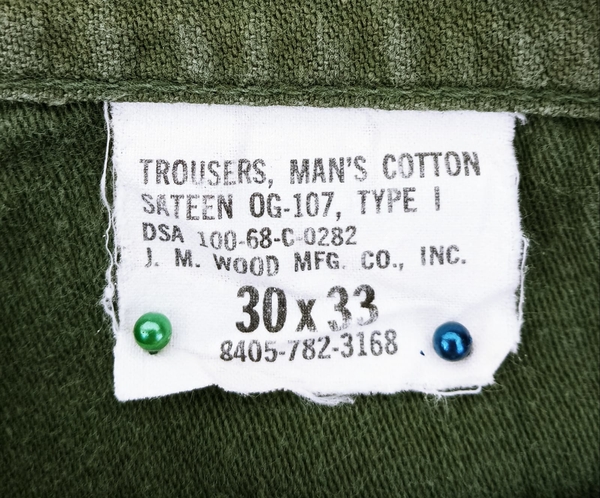 TROUSERS, MAN'S COTTON
SATEEN OG-107, TYPE I
DSA 100-68-C-0282
J. M. WOOD MFG. CO., INC.
30 x 33
8405-782-3168